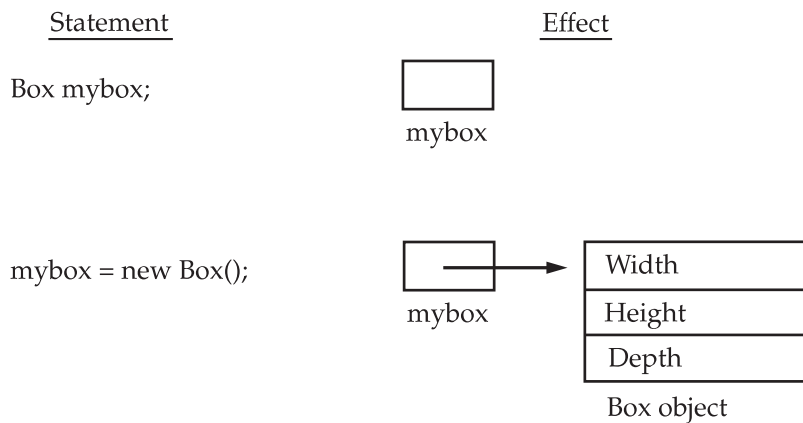 Statement
Effect
Box mybox;
mybox
mybox = new Box();
mybox
Width
Height
Depth
Box object